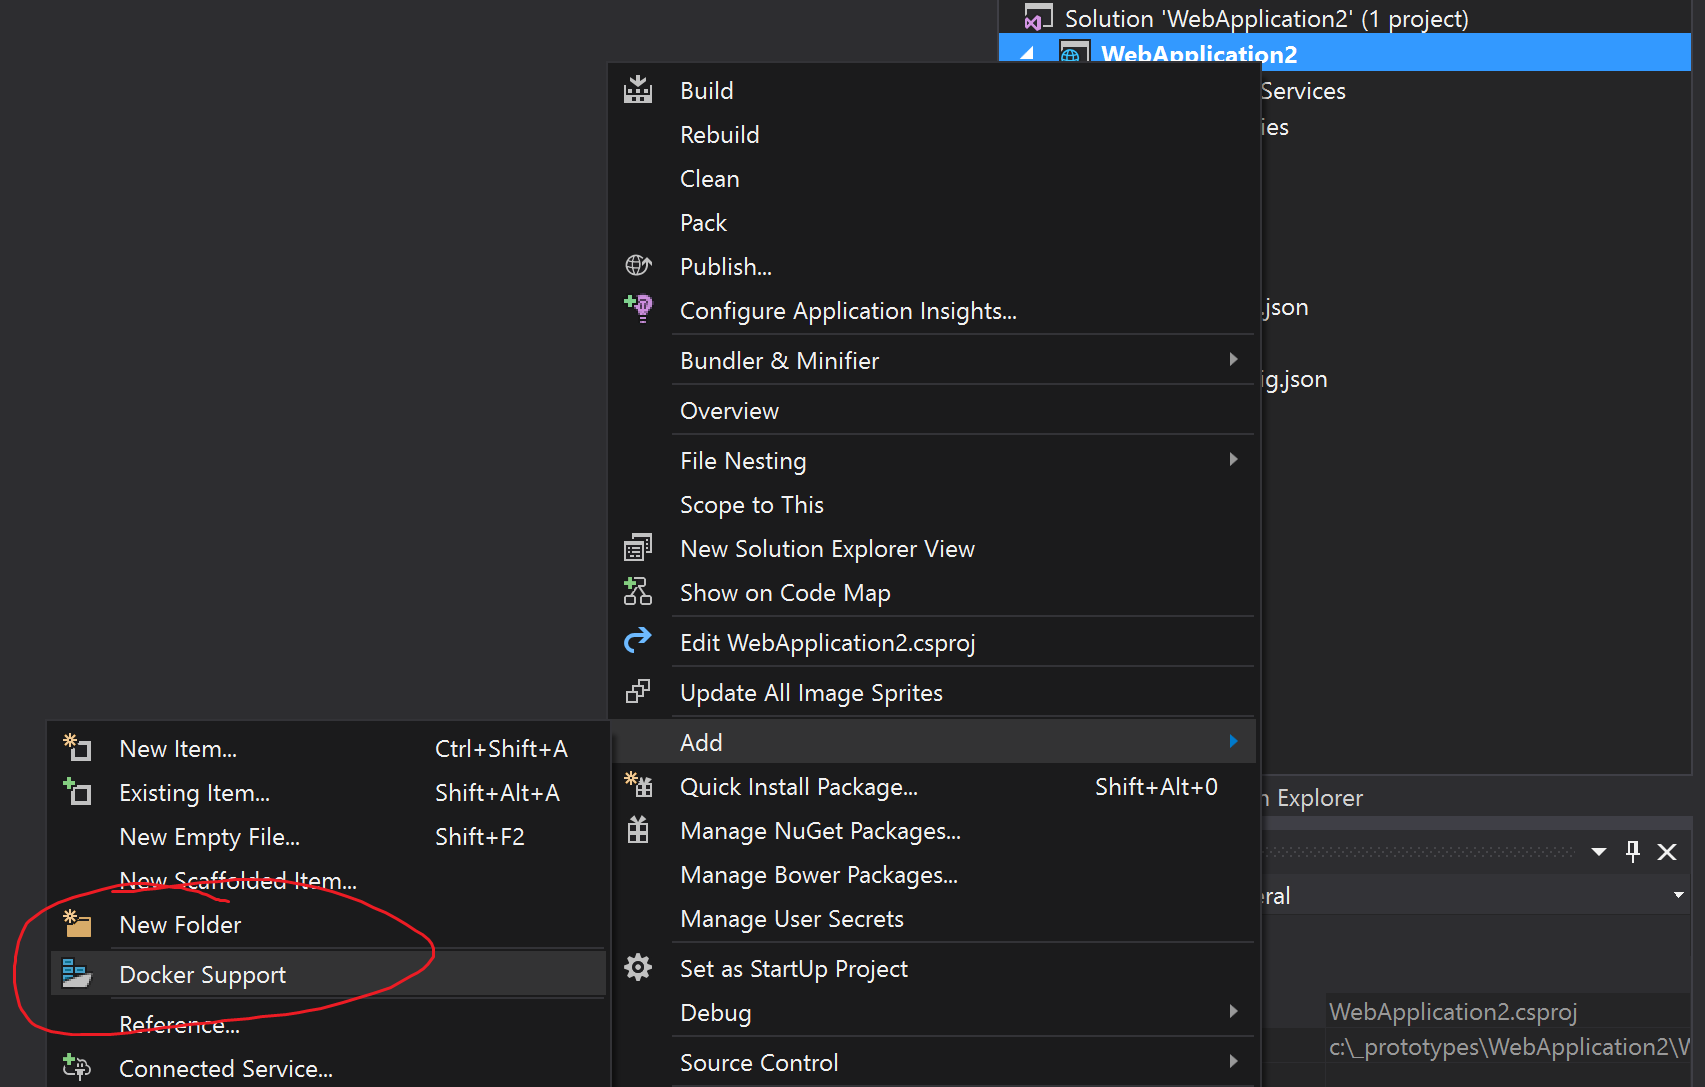 Solution 'WebApplication2' (1 project)
WebApplication2
Services
ies
.json
ig.json
Build
Rebuild
Clean
Pack
Publish...
Configure Application Insights...
Bundler & Minifier
Overview
File Nesting
Scope to This
New Solution Explorer View
Show on Code Map
Edit WebApplication2.csproj
Update All Image Sprites
Add
Quick Install Package... Shift+Alt+0
Manage NuGet Packages...
Manage Bower Packages...
Manage User Secrets
Set as StartUp Project
Debug
Source Control
New Item... Ctrl+Shift+A
Existing Item... Shift+Alt+A
New Empty File... Shift+F2
New Scaffolded Item...
New Folder
Docker Support
Reference...
Connected Service...
n Explorer
eral
WebApplication2.csproj
c:\_prototypes\WebApplication2\W